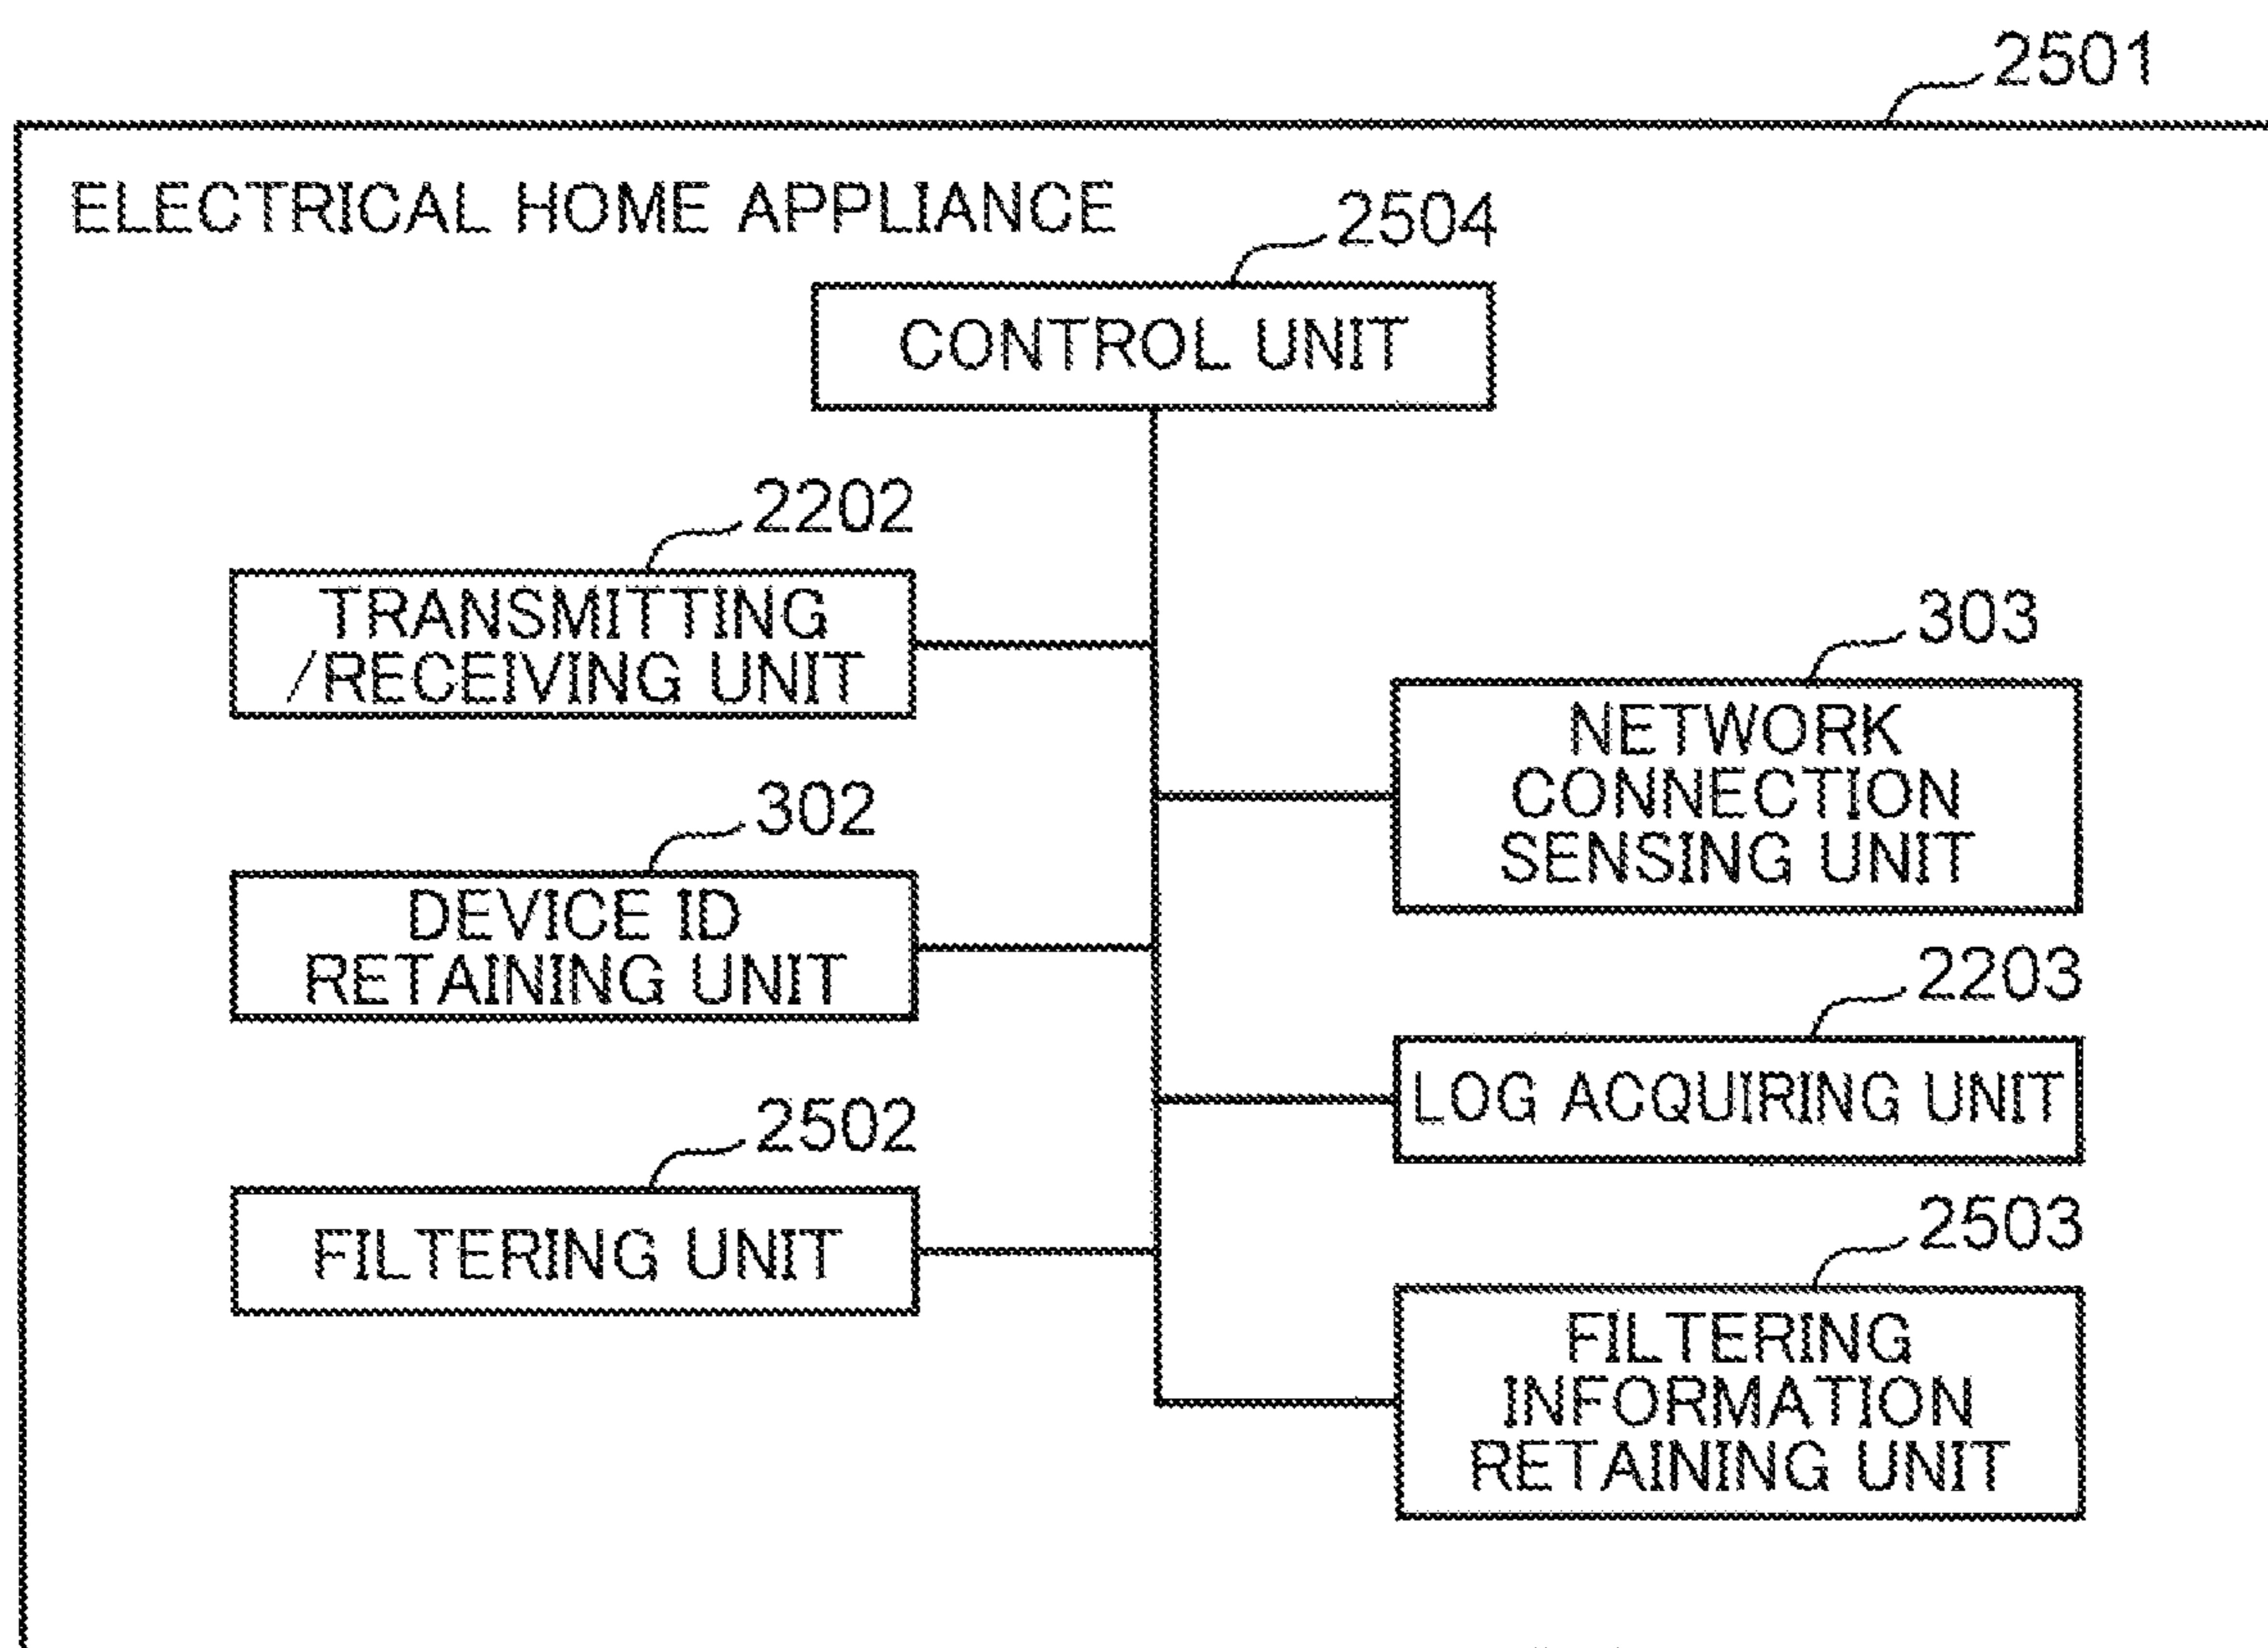 2501
ELECTRICAL HOME APPLIANCE
2504
CONTROL UNIT
2202
TRANSMITTING
/RECEIVING UNIT
303
NETWORK
CONNECTION
SENSING UNIT
302
DEVICE ID
RETAINING UNIT
2203
LOG ACQUIRING UNIT
2502
FILTERING UNIT
2503
FILTERING
INFORMATION
RETAINING UNIT